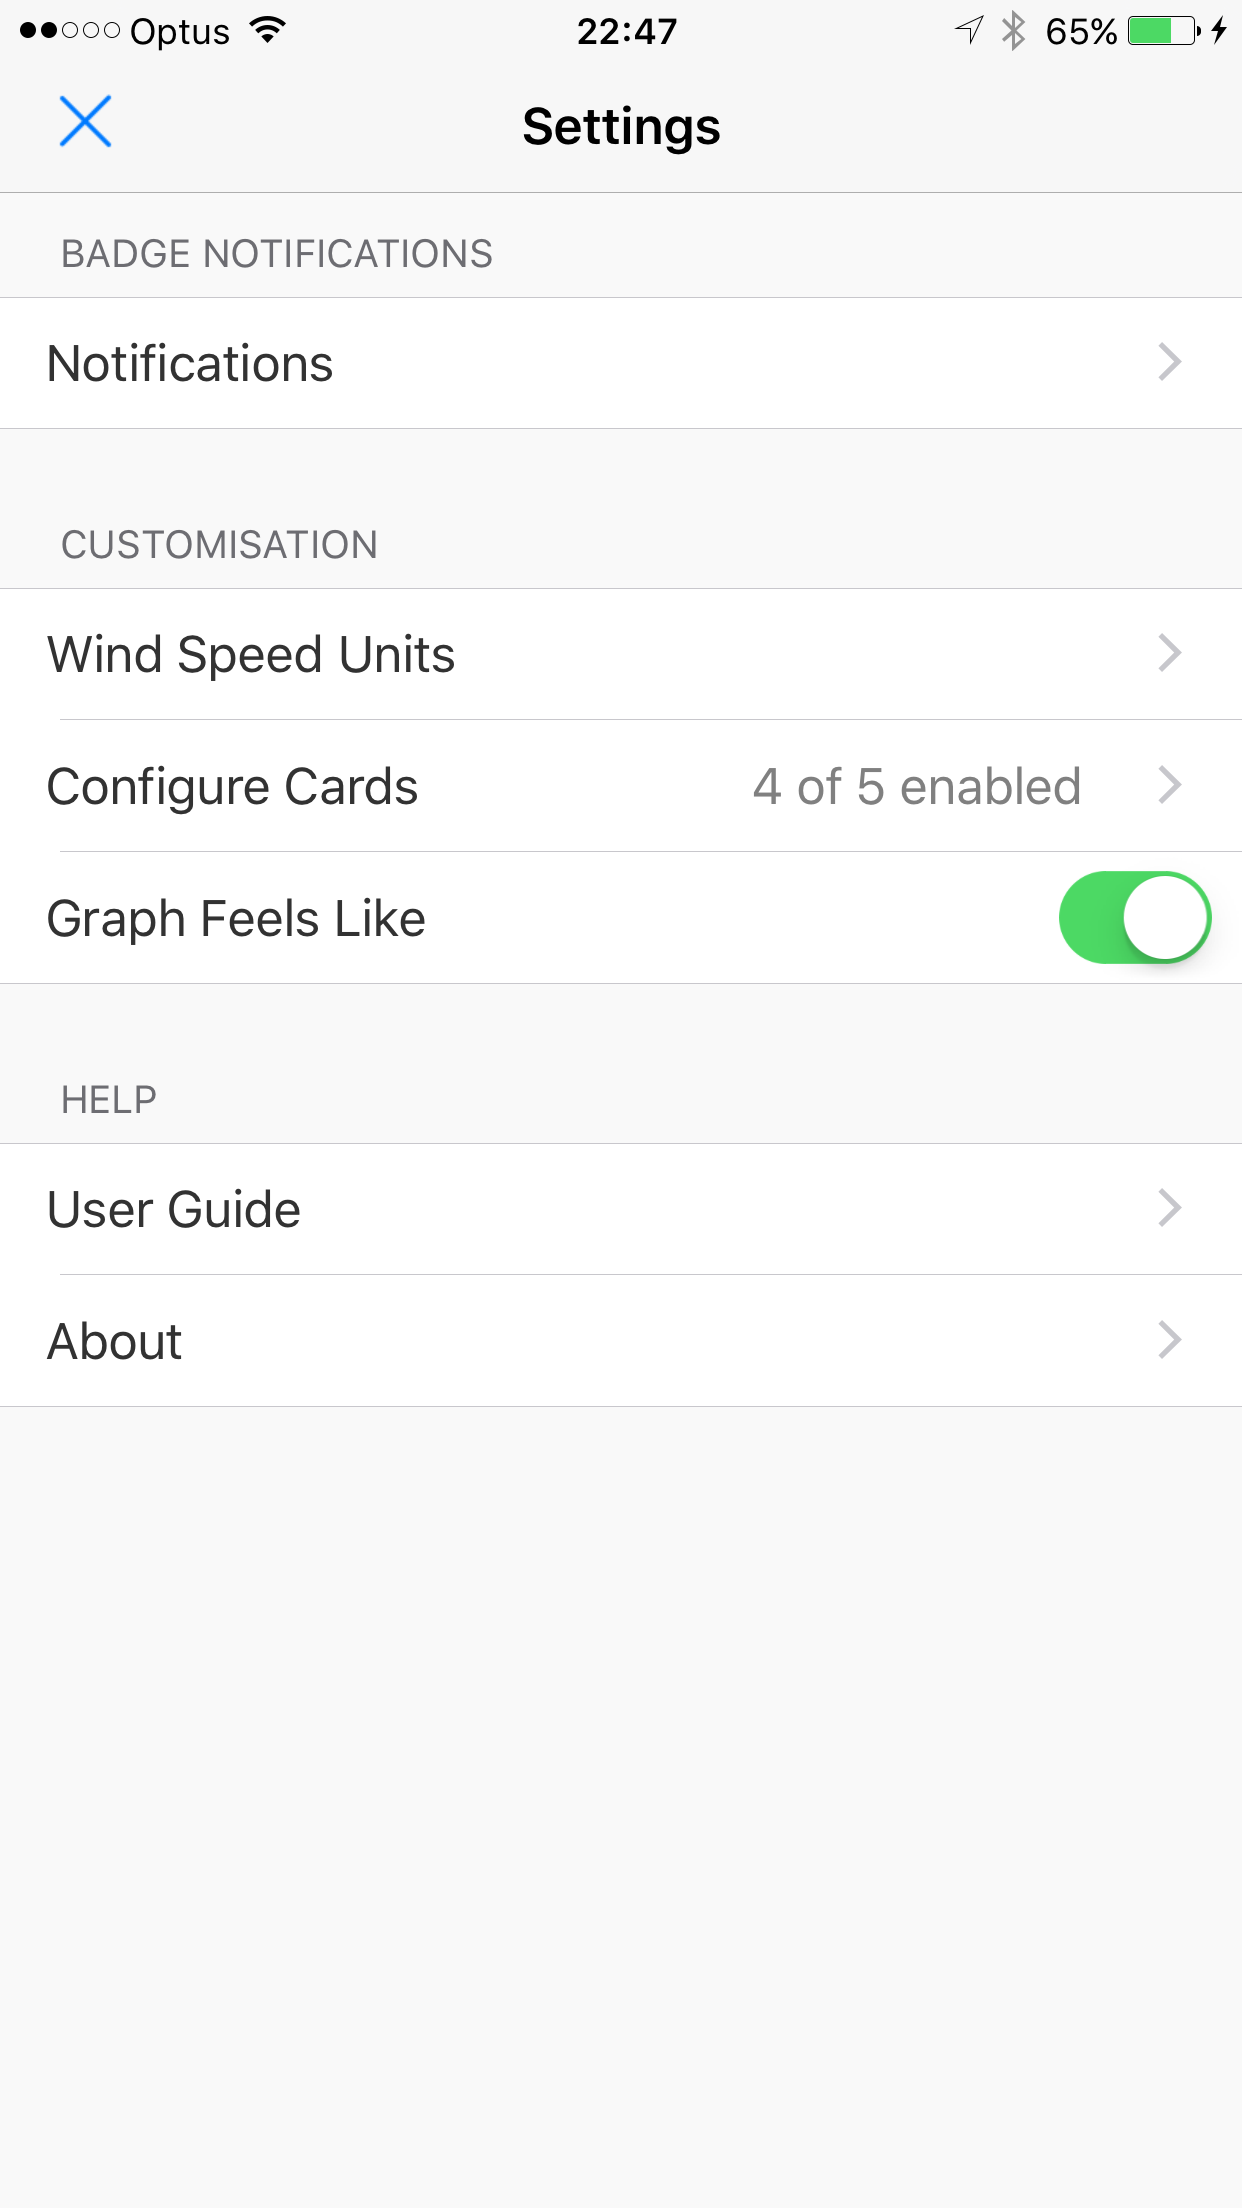 Optus 22:47 65%
Settings
BADGE NOTIFICATIONS
Notifications
CUSTOMISATION
Wind Speed Units
Configure Cards 4 of 5 enabled
Graph Feels Like
HELP
User Guide
About